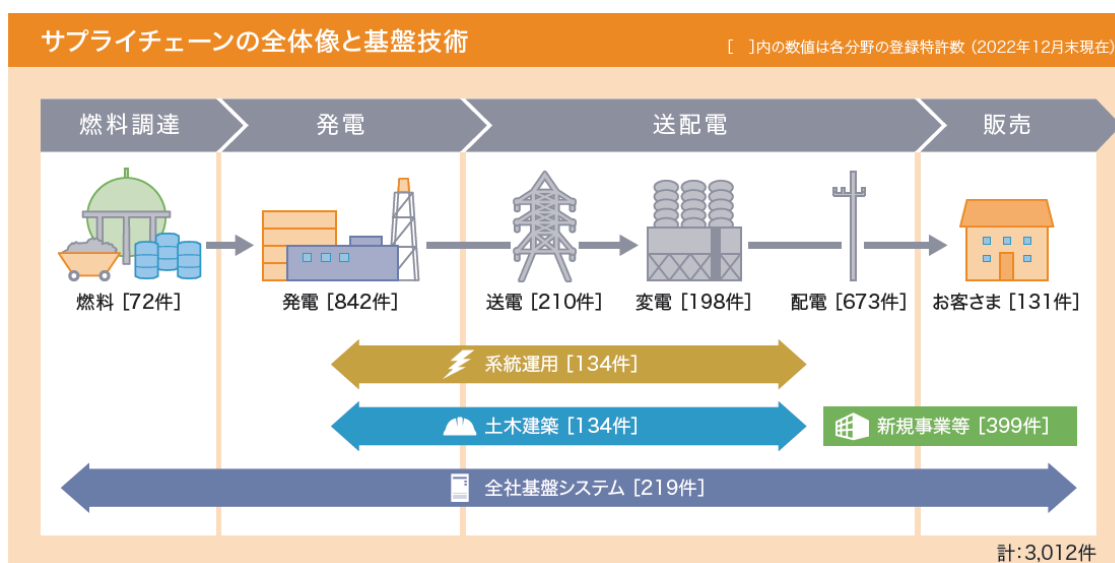 サプライチェーンの全体像と基盤技術
[　]内の数値は各分野の登録特許数（2022年12月末現在）
燃料調達
発電
送配電
販売
燃料［72件］
発電［842件］
送電［210件］
変電［198件］
配電［673件］
お客さま［131件］
系統運用［134件］
土木建築［134件］
新規事業等［399件］
全社基盤システム［219件］
計：3,012件